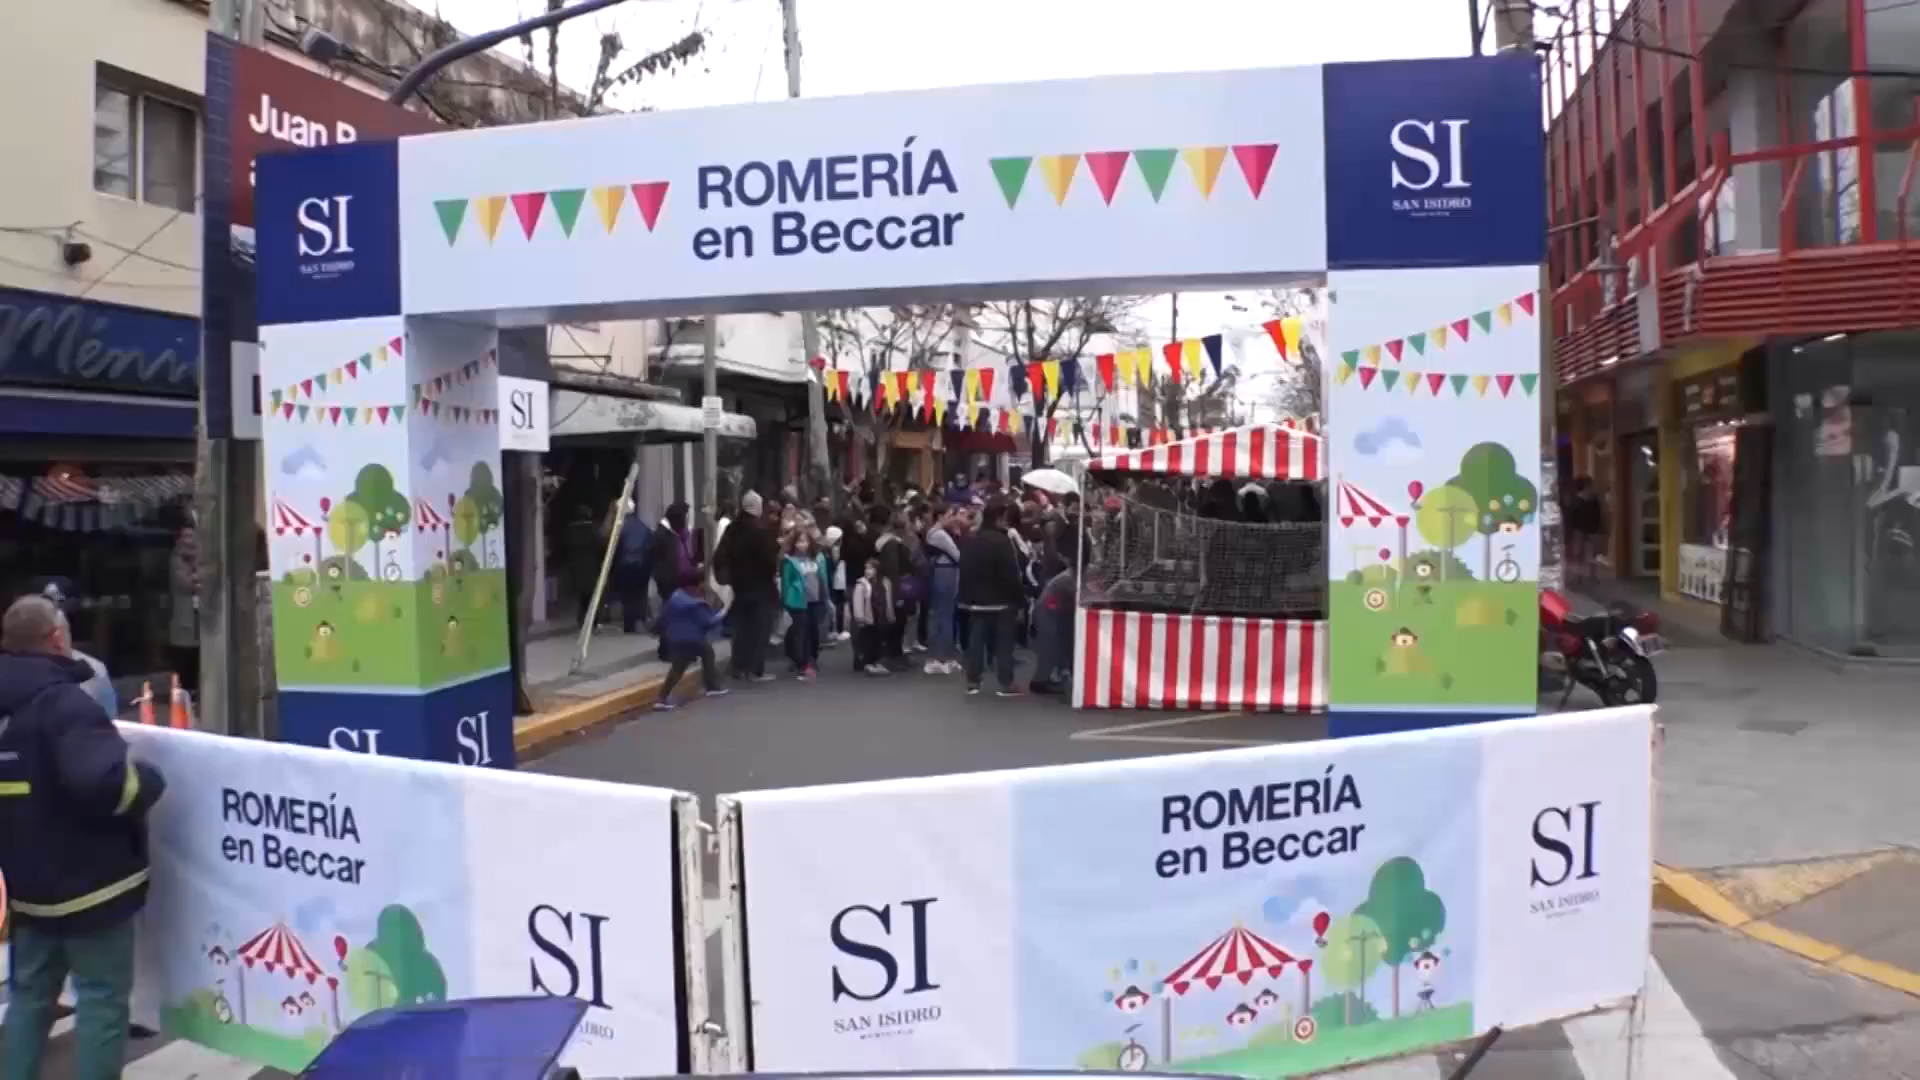 Juan B
SI
SAN ISIDRO
ROMERÍA
en Beccar
SI
SAN ISIDRO
SI
SI
SI
ROMERÍA
en Beccar
SI
SI
SAN ISIDRO
MUNICIPIO
ROMERÍA
en Beccar
SI
SAN ISIDRO